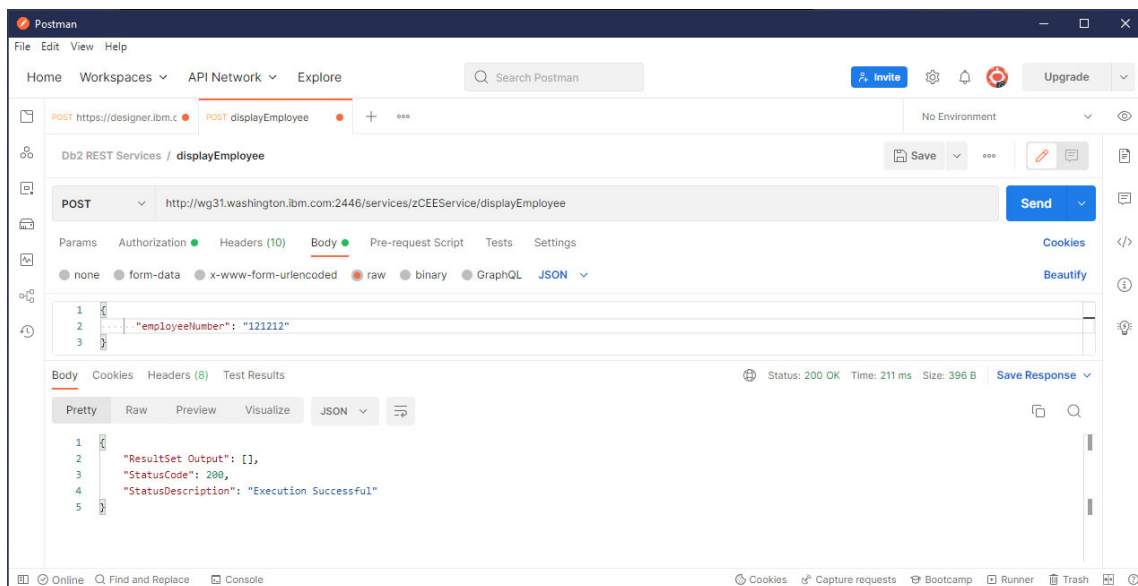 Postman
File Edit View Help
Home Workspaces API Network Explore Search Postman Invite Upgrade
POST https://designer.ibm.c POST displayEmployee No Environment
Db2 REST Services / displayEmployee Save
POST http://wg31.washington.ibm.com:2446/services/zCEEService/displayEmployee Send
Params Authorization Headers (10) Body Pre-request Script Tests Settings Cookies
none form-data x-www-form-urlencoded raw binary GraphQL JSON Beautify
1 {
2 "employeeNumber": "121212"
3 }
Body Cookies Headers (8) Test Results Status: 200 OK Time: 211 ms Size: 396 B Save Response
Pretty Raw Preview Visualize JSON
1 {
2 "ResultSet Output": [],
3 "StatusCode": 200,
4 "StatusDescription": "Execution Successful"
5 }
Online Find and Replace Console Cookies Capture requests Bootcamp Runner Trash